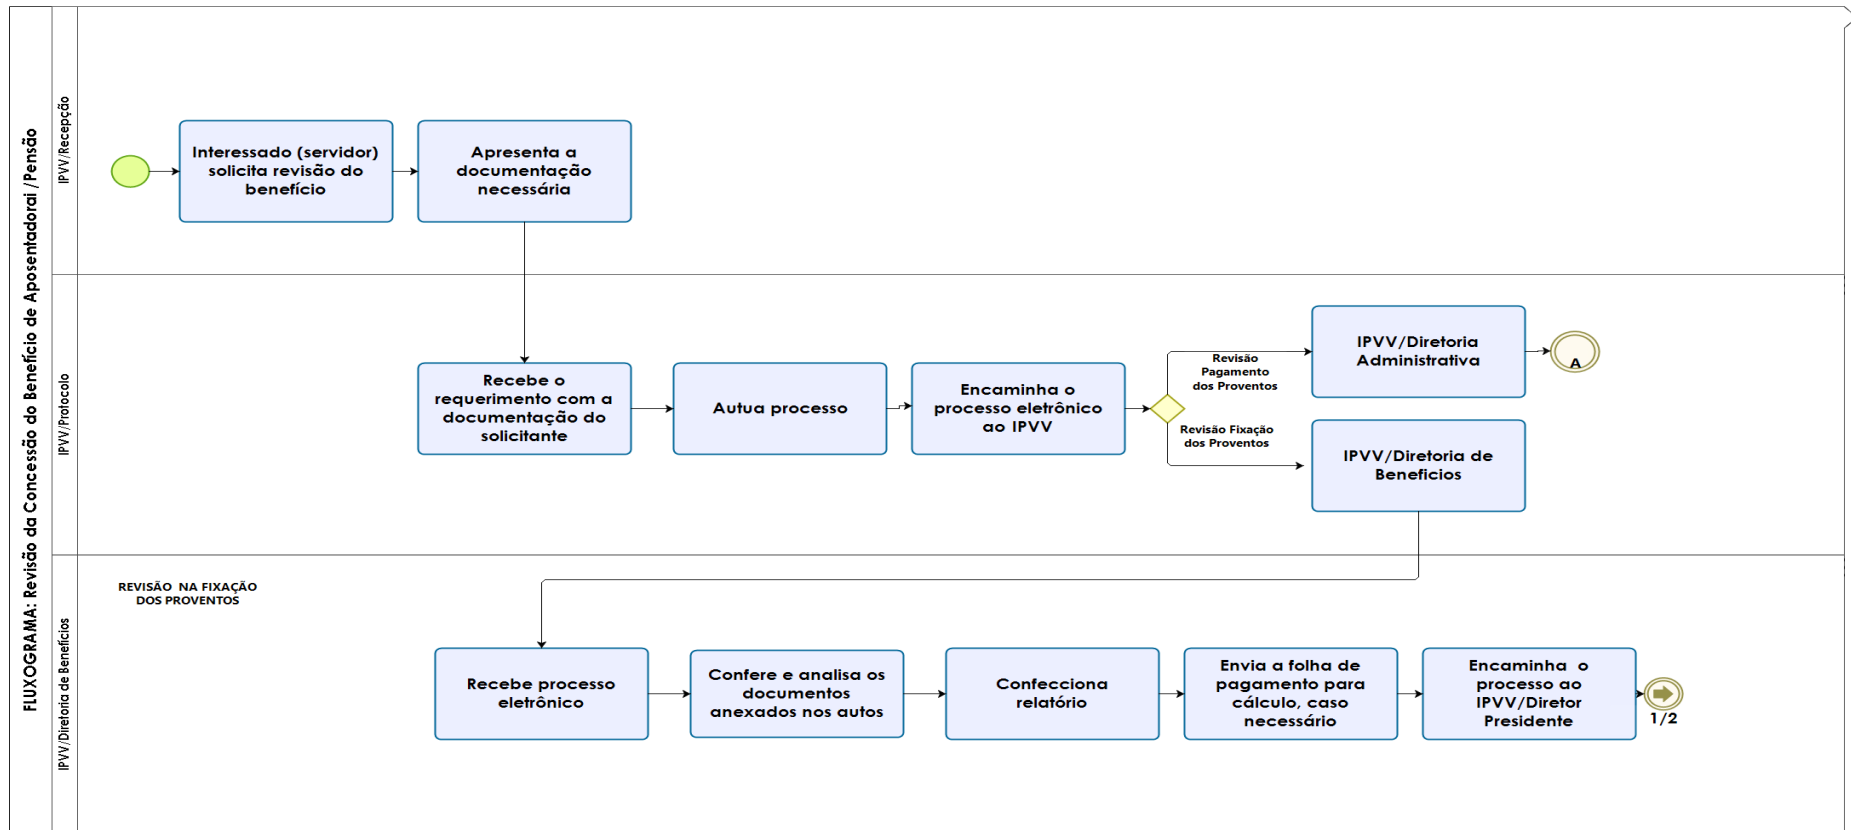 FLUXOGRAMA: Revisão da Concessão do Benefício de Aposentadorai /Pensão
IPVV/Recepção
Interessado (servidor)
solicita revisão do
benefício
Apresenta a
documentação
necessária
IPVV/Protocolo
Recebe o
requerimento com a
documentação do
solicitante
Autua processo
Encaminha o
processo eletrônico
ao IPVV
Revisão
Pagamento
dos Proventos
Revisão Fixação
dos Proventos
IPVV/Diretoria
Administrativa
A
IPVV/Diretoria de
Beneficios
IPVV/Diretoria de Benefícios
REVISÃO  NA FIXAÇÃO
DOS PROVENTOS
Recebe processo
eletrônico
Confere e analisa os
documentos
anexados nos autos
Confecciona
relatório
Envia a folha de
pagamento para
cálculo, caso
necessário
Encaminha  o
processo ao
IPVV/Diretor
Presidente
1/2